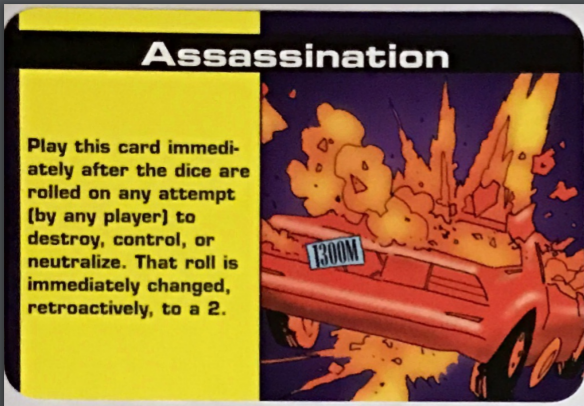 Assassination
Play this card immedi-
ately after the dice are
rolled on any attempt
(by any player) to
destroy, control, or
neutralize. That roll is
immediately changed,
retroactively, to a 2.
1300M